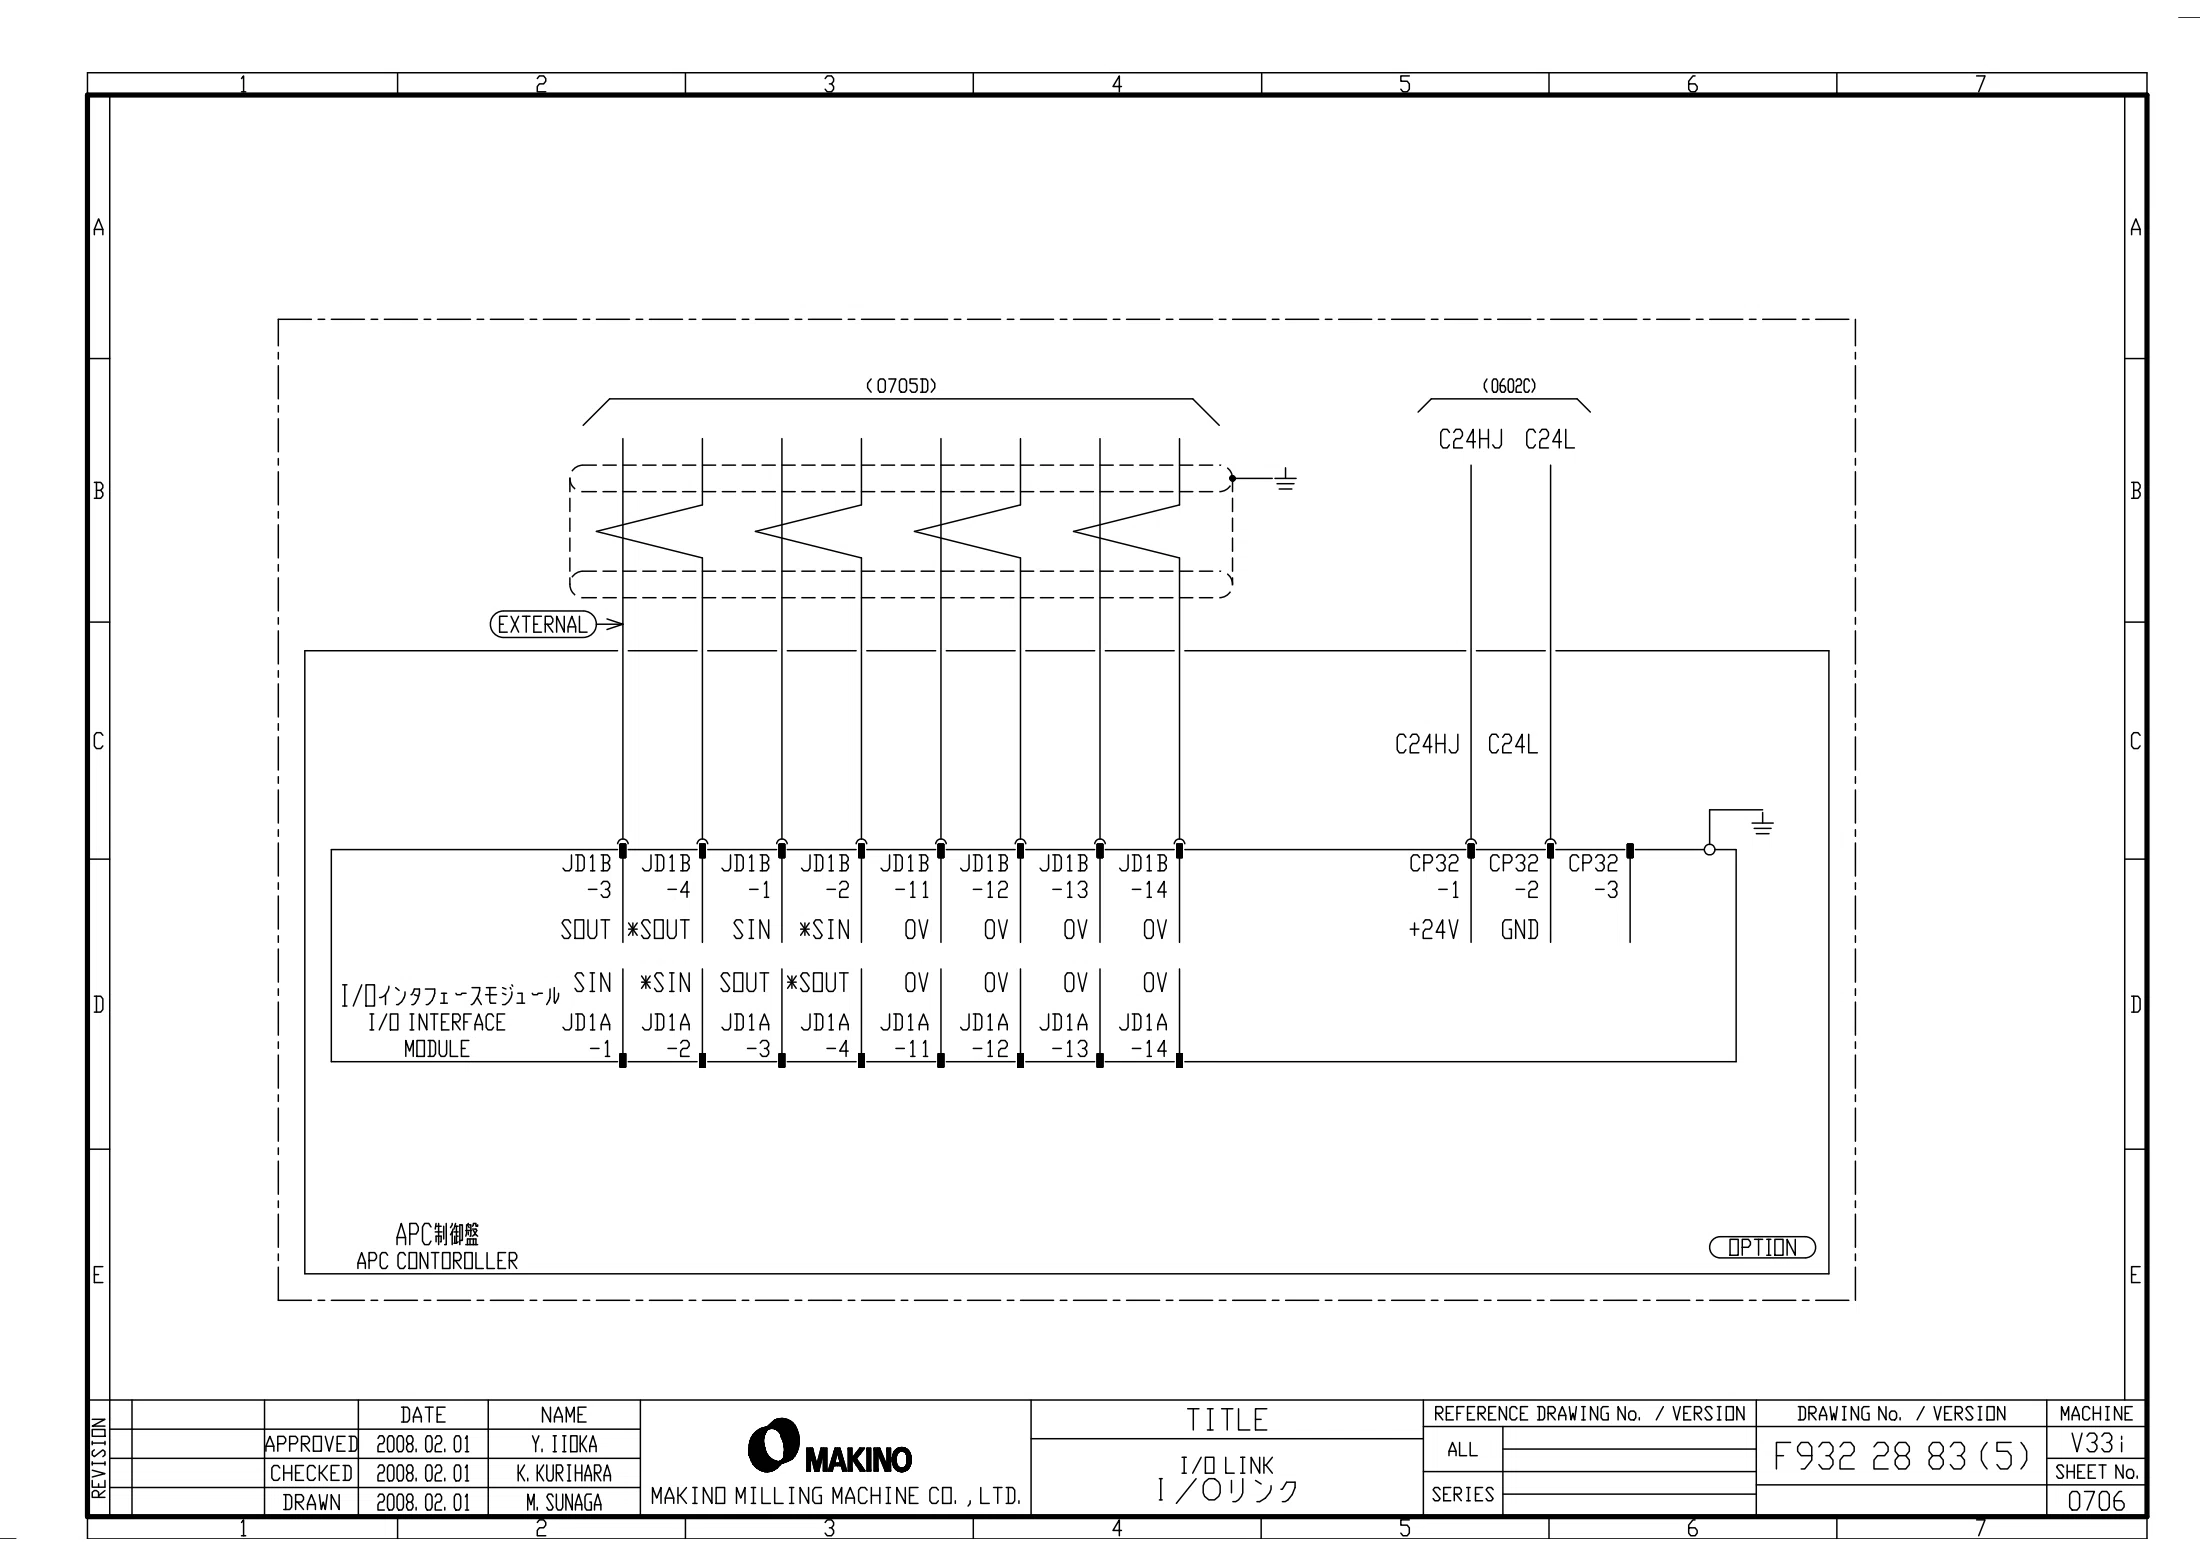 1 2 3 4 5 6 7
A A
(0705D) (0602C)
C24HJ C24L
B B
EXTERNAL
C24HJ C24L
C C
JD1B JD1B JD1B JD1B JD1B JD1B JD1B JD1B CP32 CP32 CP32
-3 -4 -1 -2 -11 -12 -13 -14 -1 -2 -3
SOUT *SOUT SIN *SIN 0V 0V 0V 0V +24V GND
SIN *SIN SOUT *SOUT 0V 0V 0V 0V
I/Oインタフェースモジュール
D D
I/O INTERFACE JD1A JD1A JD1A JD1A JD1A JD1A JD1A JD1A
MODULE -1 -2 -3 -4 -11 -12 -13 -14
APC制御盤
APC CONTOROLLER
OPTION
E E
REVISION
DATE NAME
APPROVED 2008.02.01 Y. IIOKA
CHECKED 2008.02.01 K. KURIHARA
DRAWN 2008.02.01 M. SUNAGA
MAKINO
MAKINO MILLING MACHINE CO.,LTD.
TITLE
I/O LINK
I/Oリンク
REFERENCE DRAWING No. / VERSION
ALL
SERIES
DRAWING No. / VERSION
F932 28 83(5)
MACHINE
V33i
SHEET No.
0706
1 2 3 4 5 6 7